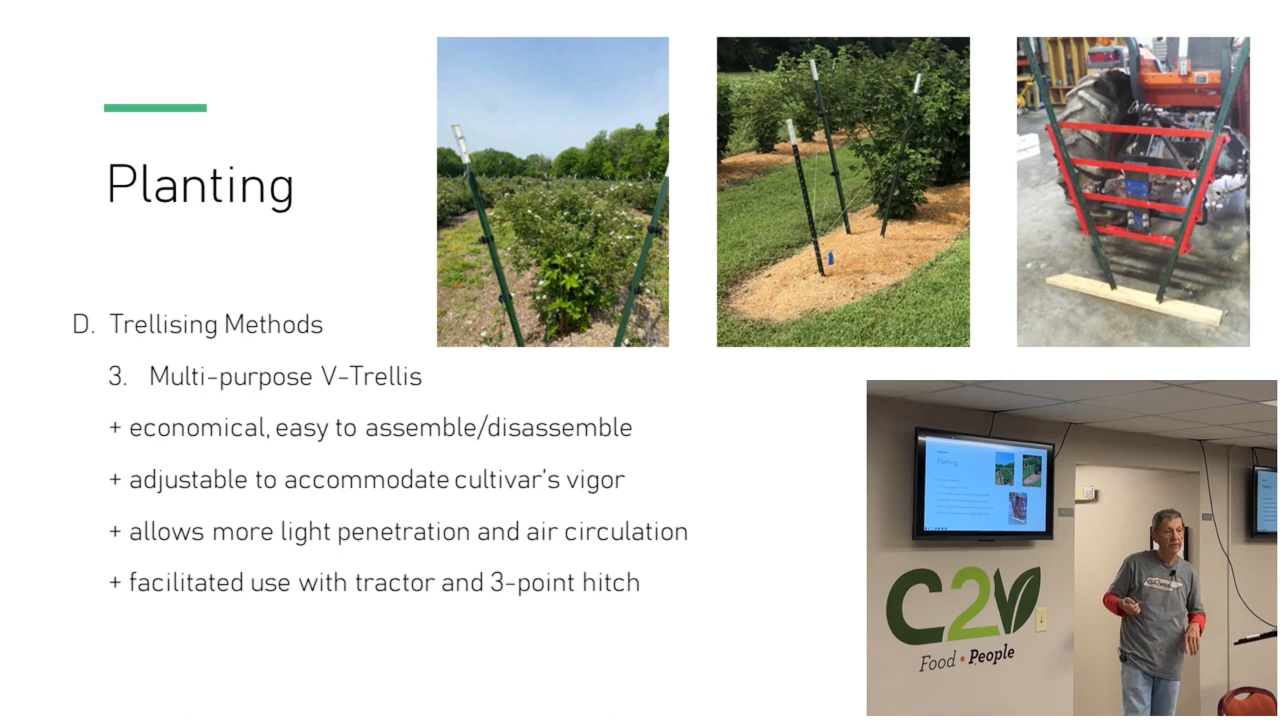 Planting
D. Trellising Methods
3. Multi-purpose V-Trellis
+ economical, easy to assemble/disassemble
+ adjustable to accommodate cultivar's vigor
+ allows more light penetration and air circulation
+ facilitated use with tractor and 3-point hitch
Planting
C2V
Food • People